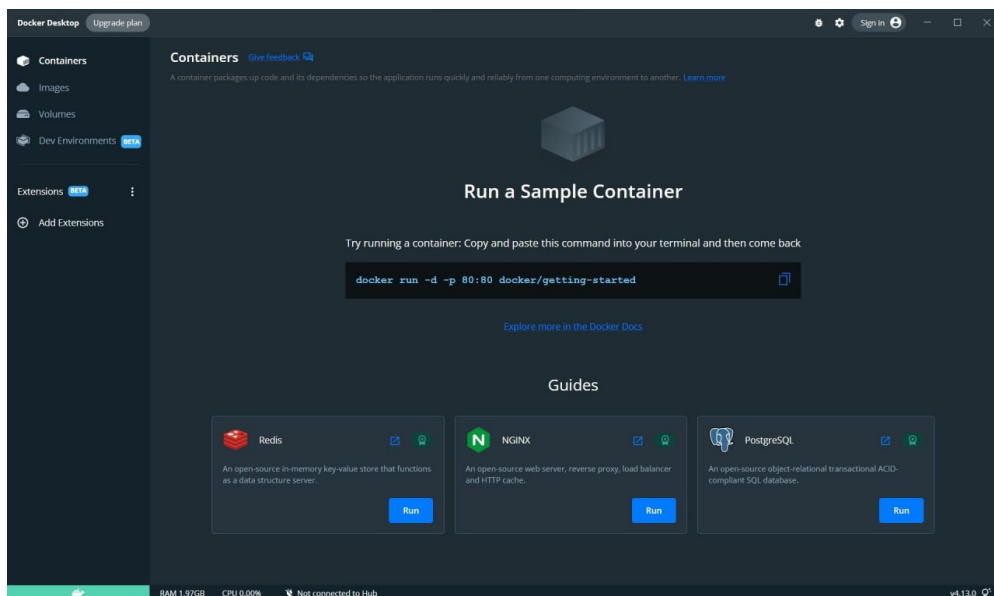 Docker Desktop Upgrade plan Sign in
Containers
Images
Volumes
Dev Environments BETA
Extensions BETA
Add Extensions
Containers Give feedback
A container packages up code and its dependencies so the application runs quickly and reliably from one computing environment to another. Learn more
Run a Sample Container
Try running a container: Copy and paste this command into your terminal and then come back
docker run -d -p 80:80 docker/getting-started
Explore more in the Docker Docs
Guides
Redis
An open-source in-memory key-value store that functions
as a data structure server.
Run
NGINX
An open-source web server, reverse proxy, load balancer
and HTTP cache.
Run
PostgreSQL
An open-source object-relational transactional ACID-
compliant SQL database.
Run
RAM 1.97GB CPU 0.00% Not connected to Hub v4.13.0